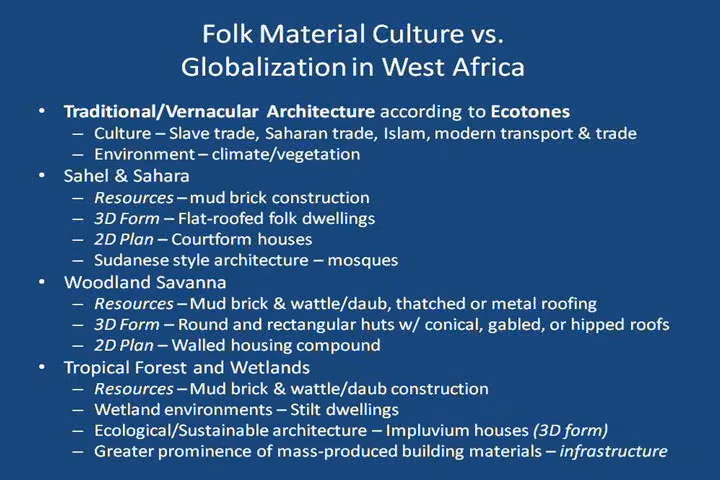 Folk Material Culture vs.
Globalization in West Africa
• Traditional/Vernacular Architecture according to Ecotones
– Culture – Slave trade, Saharan trade, Islam, modern transport & trade
– Environment – climate/vegetation
• Sahel & Sahara
– Resources – mud brick construction
– 3D Form – Flat-roofed folk dwellings
– 2D Plan – Courtform houses
– Sudanese style architecture – mosques
• Woodland Savanna
– Resources – Mud brick & wattle/daub, thatched or metal roofing
– 3D Form – Round and rectangular huts w/ conical, gabled, or hipped roofs
– 2D Plan – Walled housing compound
• Tropical Forest and Wetlands
– Resources – Mud brick & wattle/daub construction
– Wetland environments – Stilt dwellings
– Ecological/Sustainable architecture – Impluvium houses (3D form)
– Greater prominence of mass-produced building materials – infrastructure